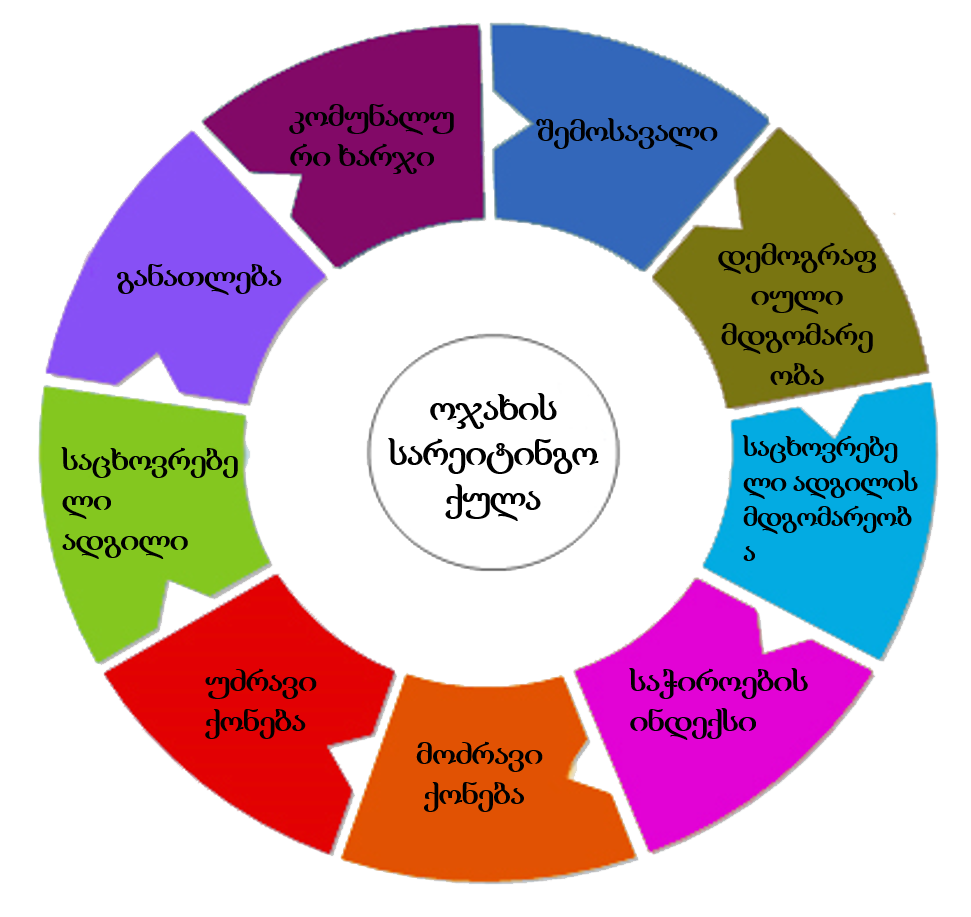 კომუნალუ
რი ხარჯი
შემოსავალი
დემოგრაფ
იული
მდგომარე
ობა
საცხოვრებე
ლი ადგილის
მდგომარეობ
ა
საჭიროების
ინდექსი
მოძრავი
ქონება
უძრავი
ქონება
საცხოვრებე
ლი
ადგილი
განათლება
ოჯახის
სარეიტინგო
ქულა